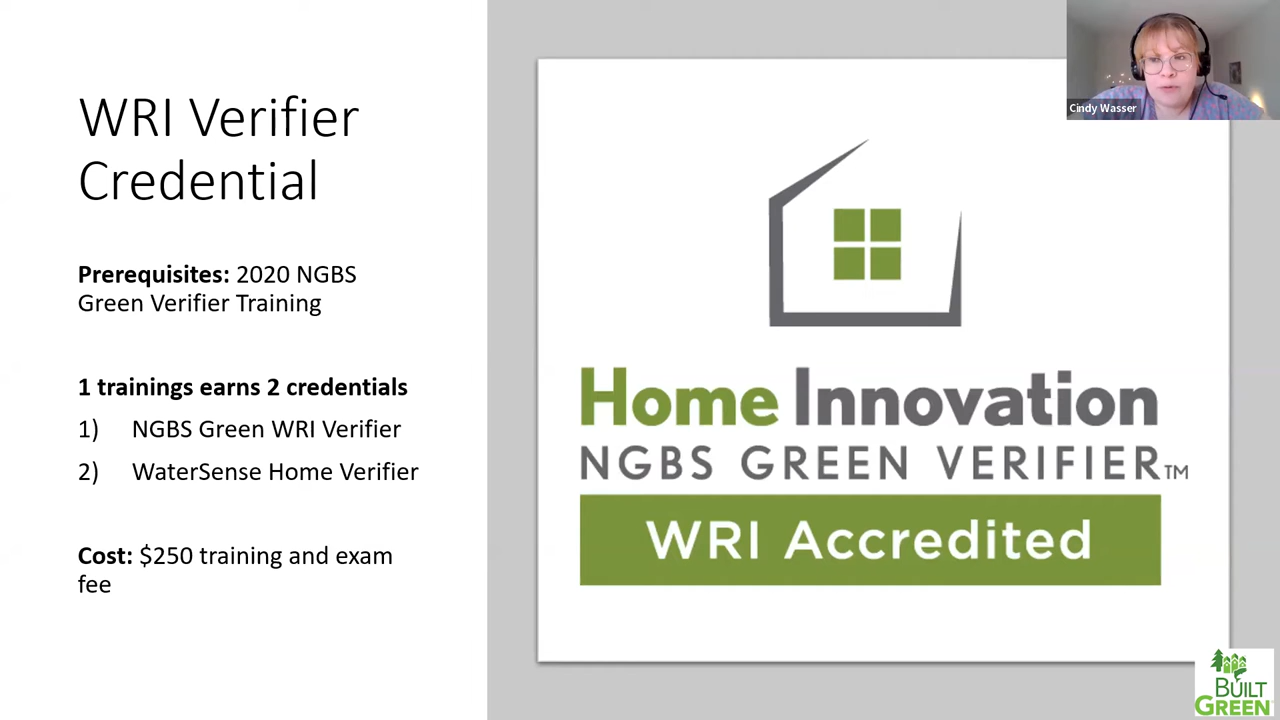 WRI Verifier
Credential
Prerequisites: 2020 NGBS
Green Verifier Training
1 trainings earns 2 credentials
1) NGBS Green WRI Verifier
2) WaterSense Home Verifier
Cost: $250 training and exam
fee
Cindy Wasser
Home Innovation
NGBS GREEN VERIFIER™
WRI Accredited
BUILT
GREEN